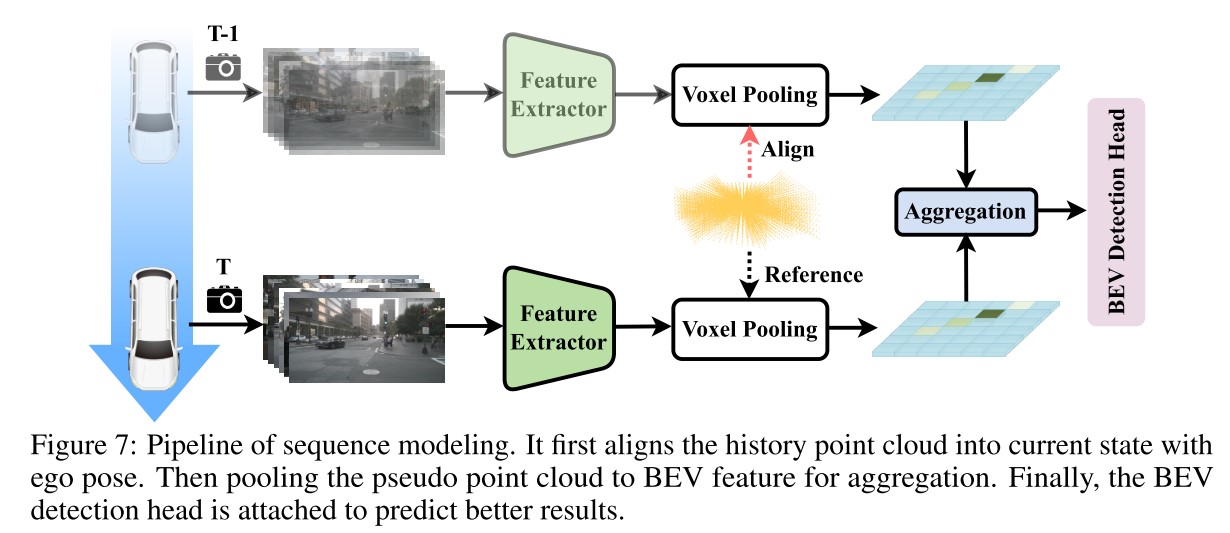 T-1
Feature
Extractor
Voxel Pooling
Align
Aggregation
BEV Detection Head
T
Reference
Feature
Extractor
Voxel Pooling
Figure 7: Pipeline of sequence modeling. It first aligns the history point cloud into current state with
ego pose. Then pooling the pseudo point cloud to BEV feature for aggregation. Finally, the BEV
detection head is attached to predict better results.